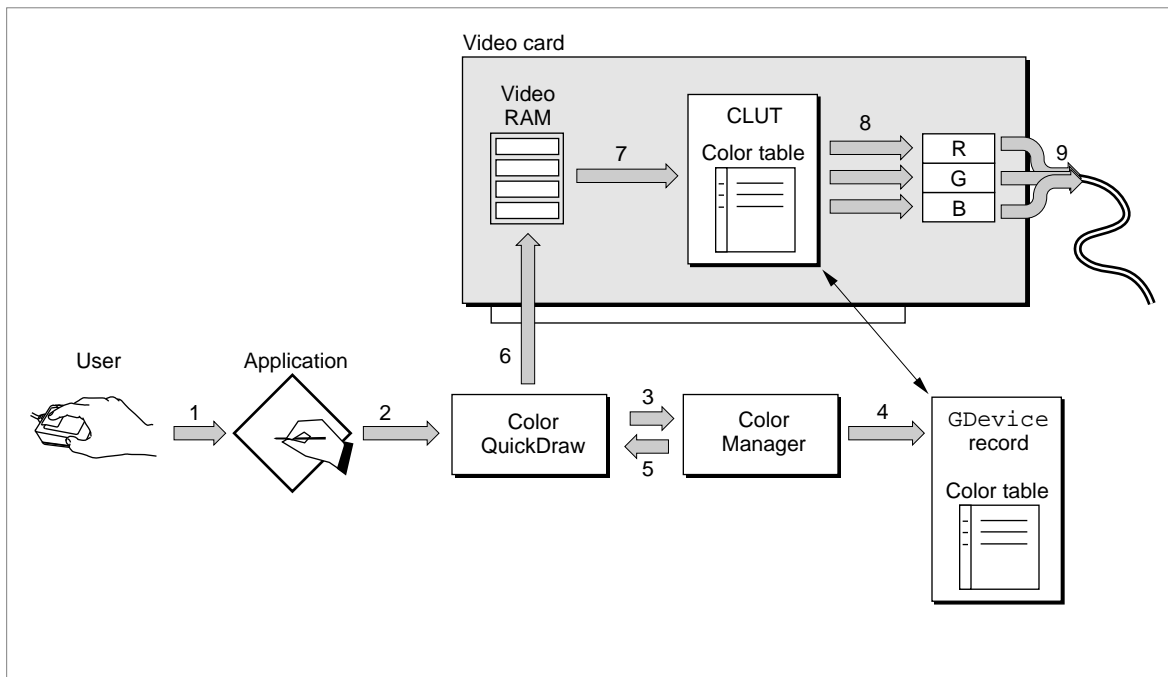 Video card
Video
RAM
7
CLUT
Color table
8
R
G
B
9
6
User
1
Application
2
Color
QuickDraw
3
5
Color
Manager
4
GDevice
record
Color table